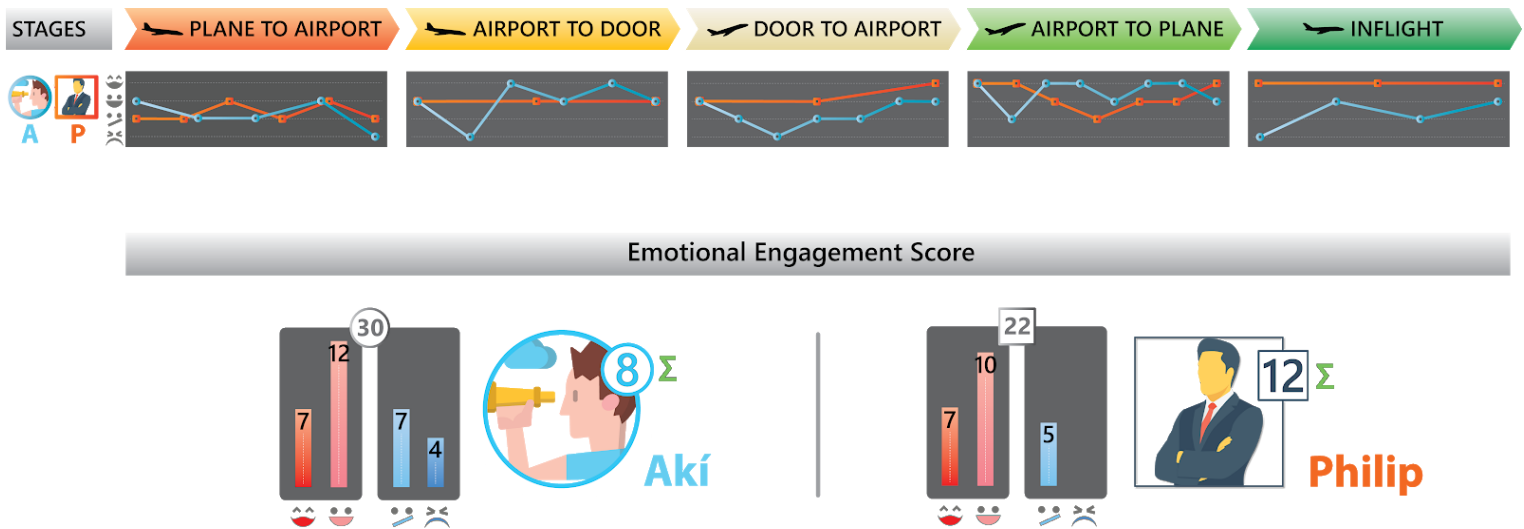 STAGES
PLANE TO AIRPORT
AIRPORT TO DOOR
DOOR TO AIRPORT
AIRPORT TO PLANE
INFLIGHT
A P
Emotional Engagement Score
30
7 12 7 4
8 Σ
Akí
22
7 10 5
12 Σ
Philip